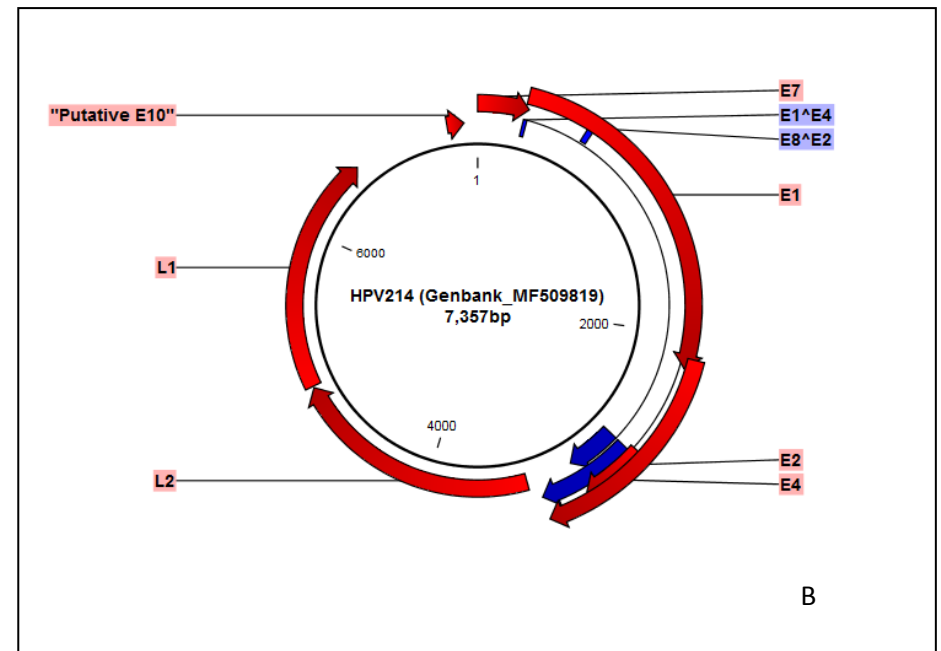 "Putative E10"
E7
E1^E4
E8^E2
E1
1
6000
L1
HPV214 (Genbank_MF509819)
7,357bp
2000
4000
E2
L2
E4
B